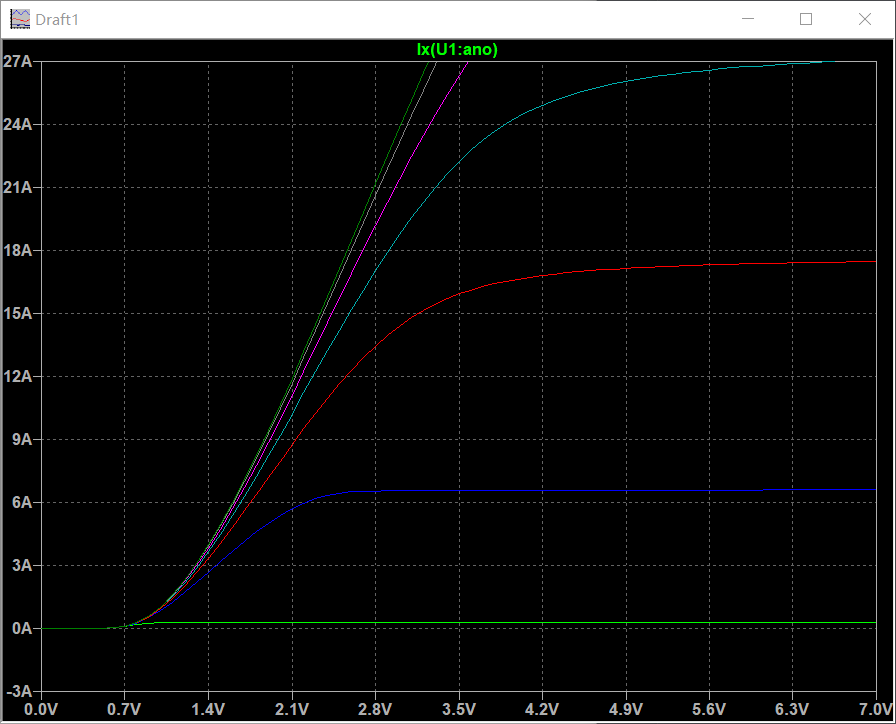 Draft1
Ix(U1:ano)
27A
24A
21A
18A
15A
12A
9A
6A
3A
0A
-3A
0.0V 0.7V 1.4V 2.1V 2.8V 3.5V 4.2V 4.9V 5.6V 6.3V 7.0V